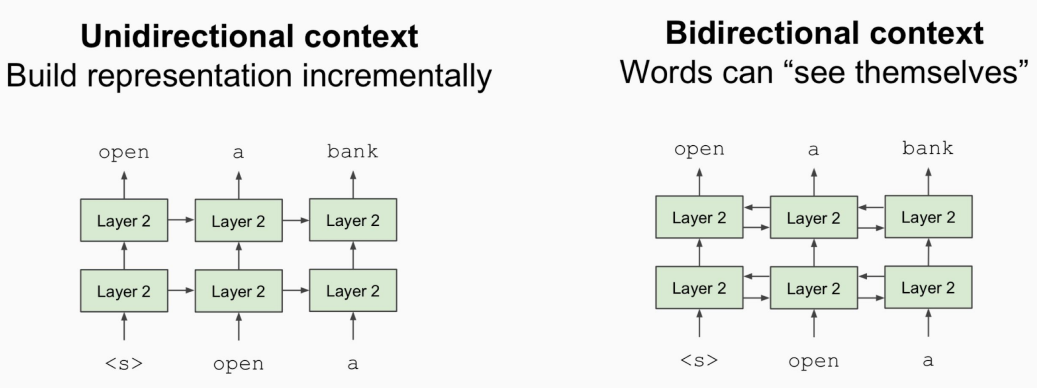 Unidirectional context
Build representation incrementally
open a bank
Layer 2 Layer 2 Layer 2
Layer 2 Layer 2 Layer 2
<s> open a
Bidirectional context
Words can “see themselves”
open a bank
Layer 2 Layer 2 Layer 2
Layer 2 Layer 2 Layer 2
<s> open a